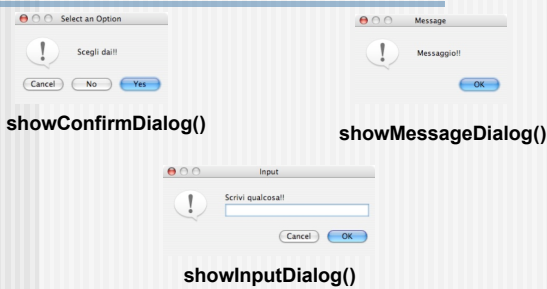 Select an Option
Scegli dai!!
Cancel No Yes
showConfirmDialog()
Message
Messaggio!!
OK
showMessageDialog()
Input
Scrivi qualcosa!!
Cancel OK
showInputDialog()